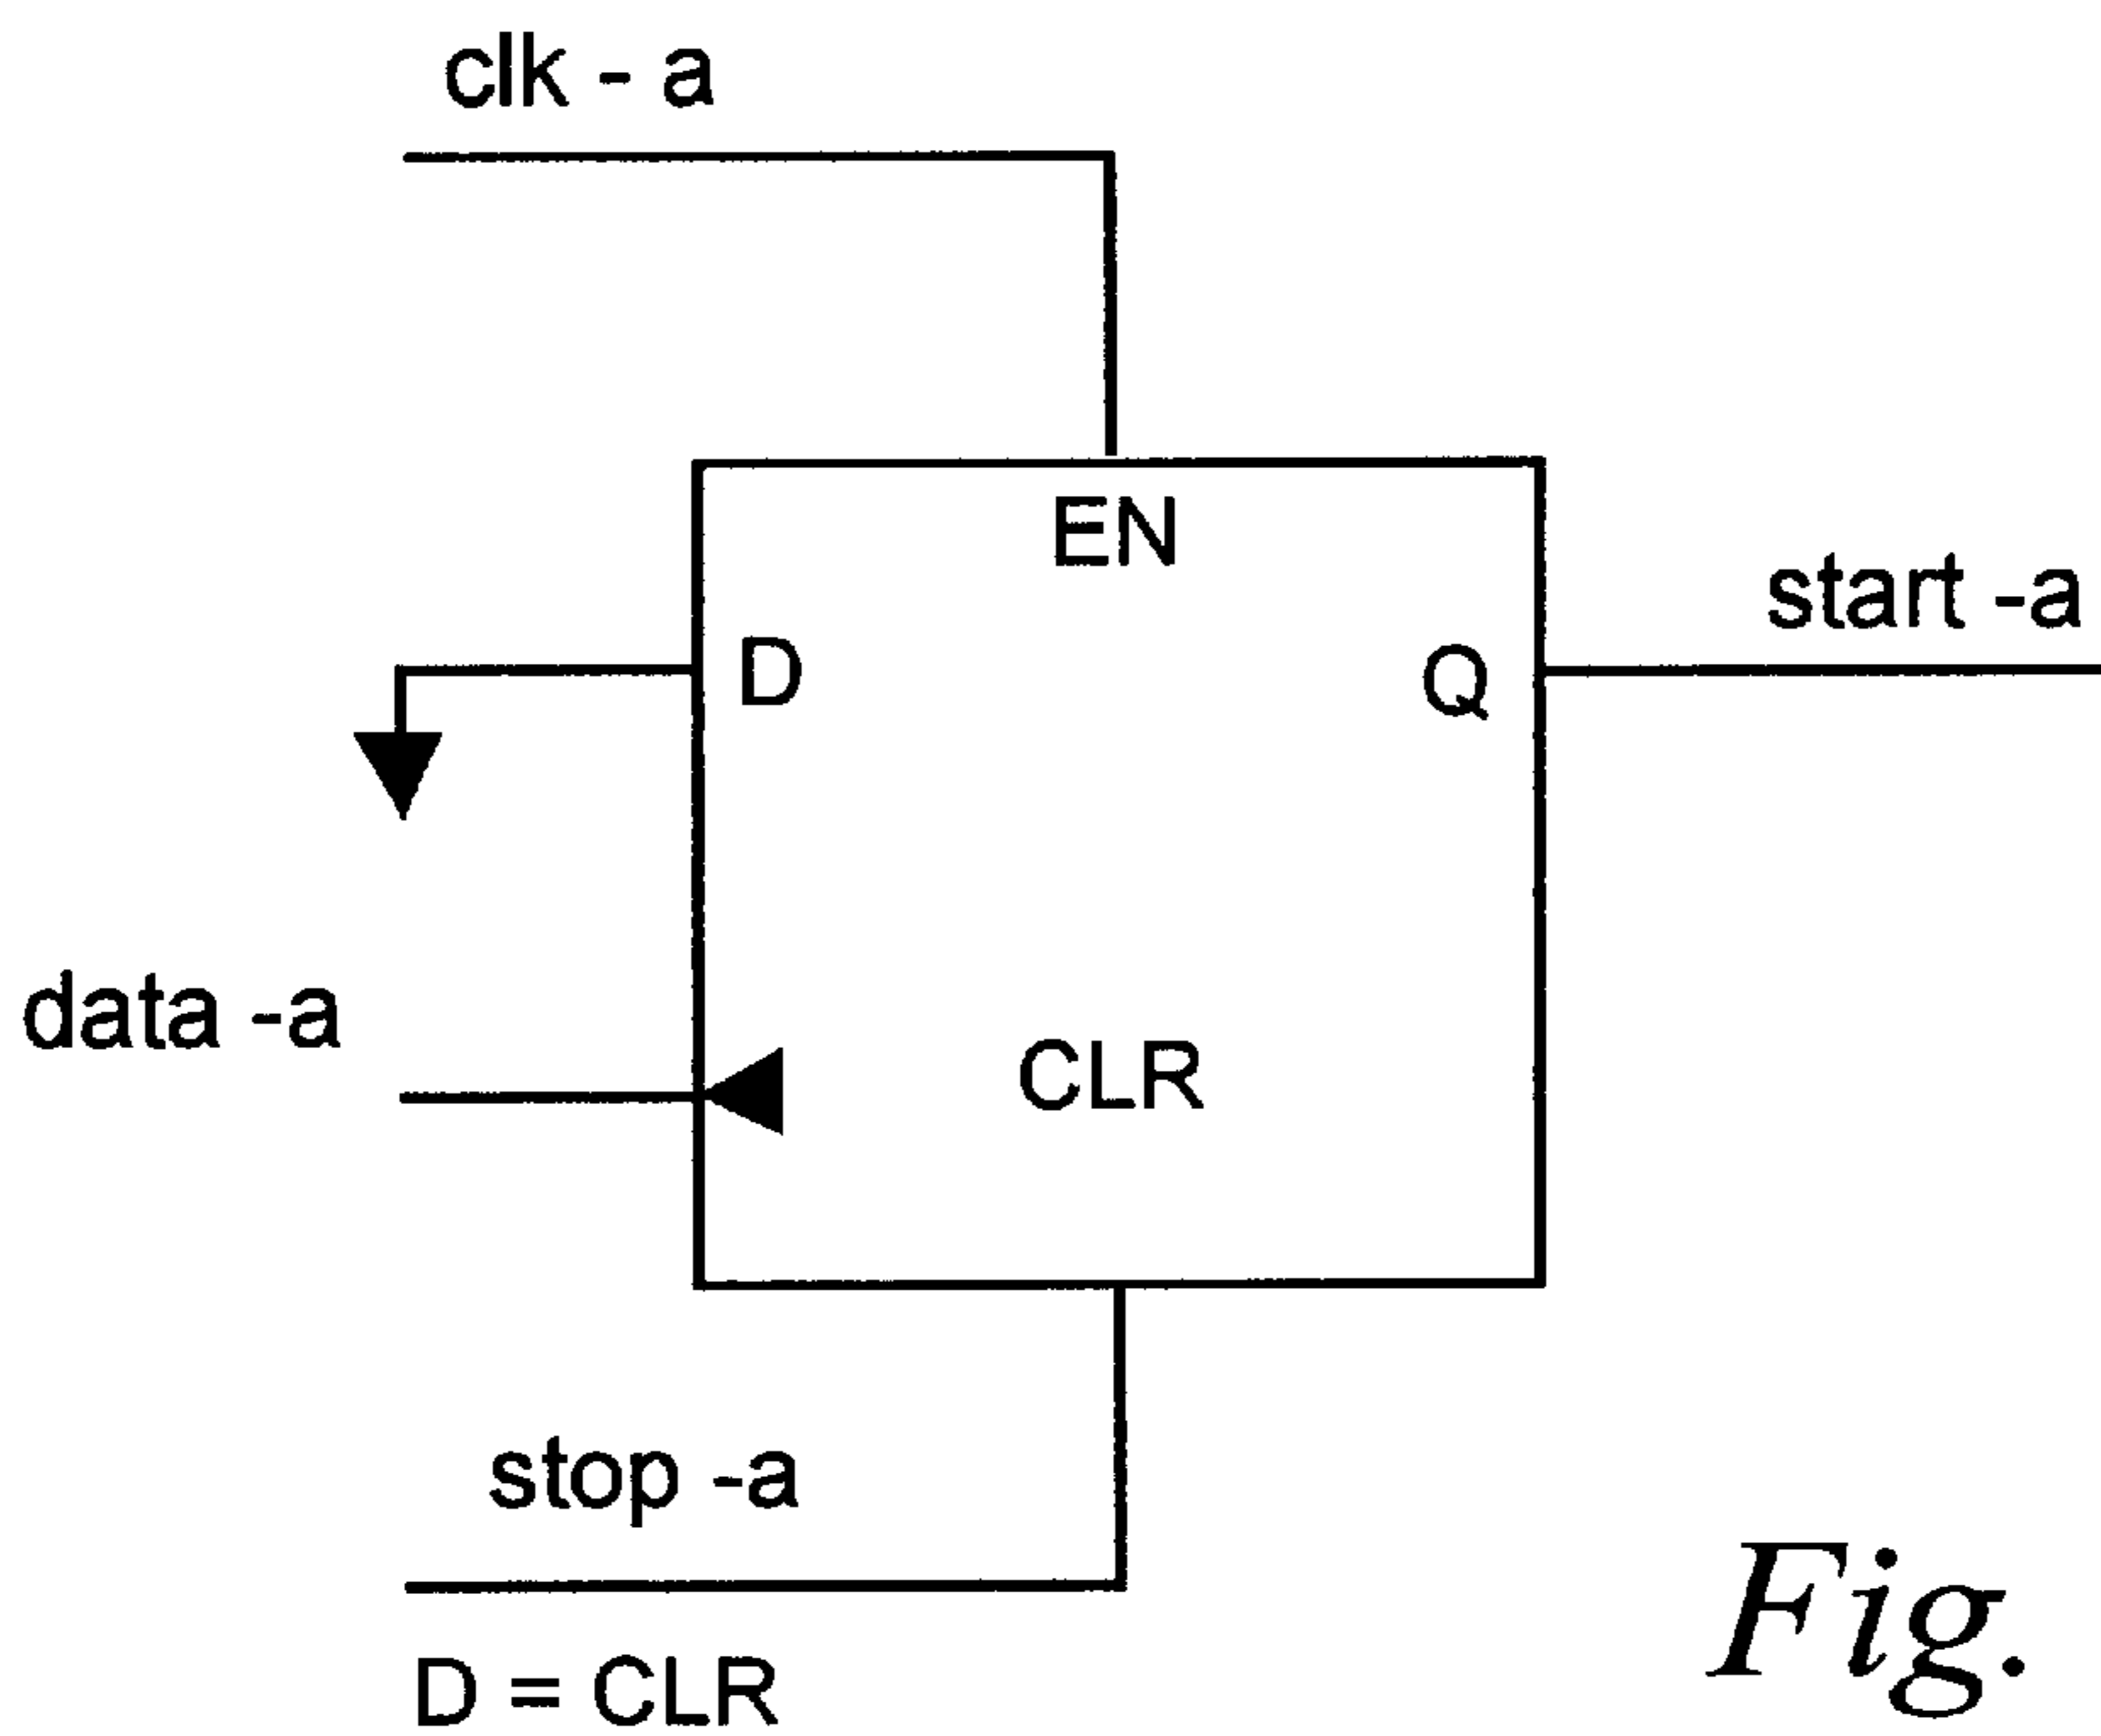 clk - a
EN
start -a
D
Q
data -a
CLR
stop -a
D = CLR
Fig.